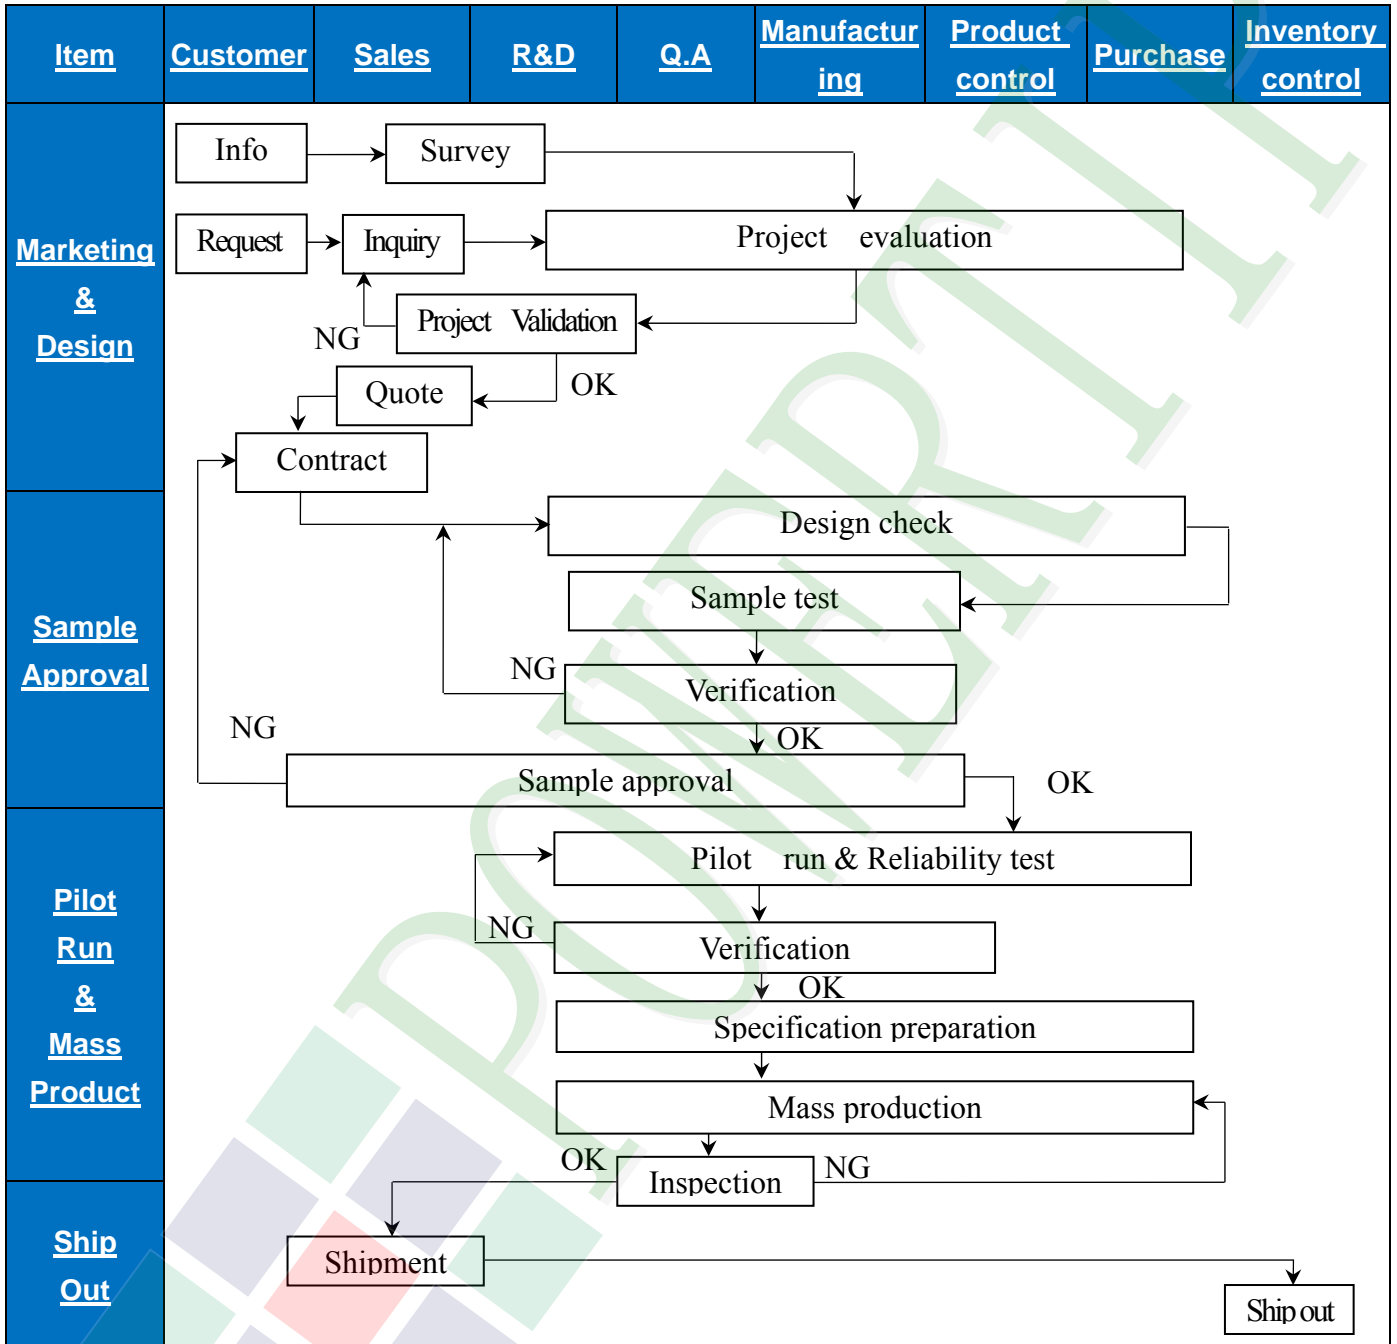 Item
Customer
Sales
R&D
Q.A
Manufactur
ing
Product
control
Purchase
Inventory
control
Marketing
&
Design
Info
Survey
Request
Inquiry
Project evaluation
Project Validation
NG
OK
Quote
Contract
Sample
Approval
Design check
Sample test
NG
Verification
NG
OK
Sample approval
OK
Pilot
Run
&
Mass
Product
Pilot run & Reliability test
NG
Verification
OK
Specification preparation
Mass production
OK
Inspection
NG
Ship
Out
Shipment
Ship out
POWERTIP